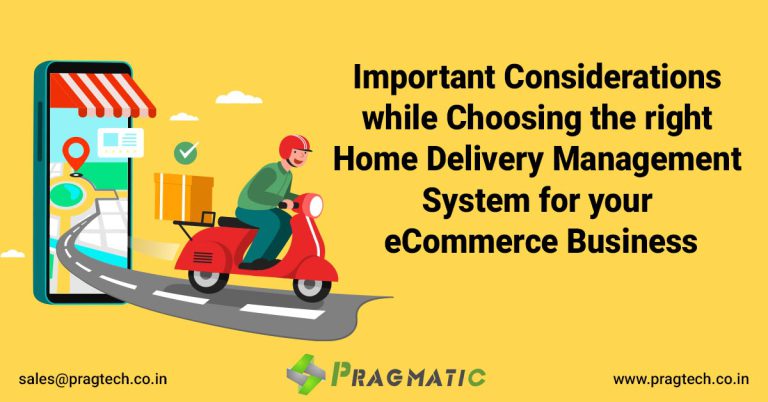 Important Considerations
while Choosing the right
Home Delivery Management
System for your
eCommerce Business
sales@pragtech.co.in
PRAGMATIC
www.pragtech.co.in